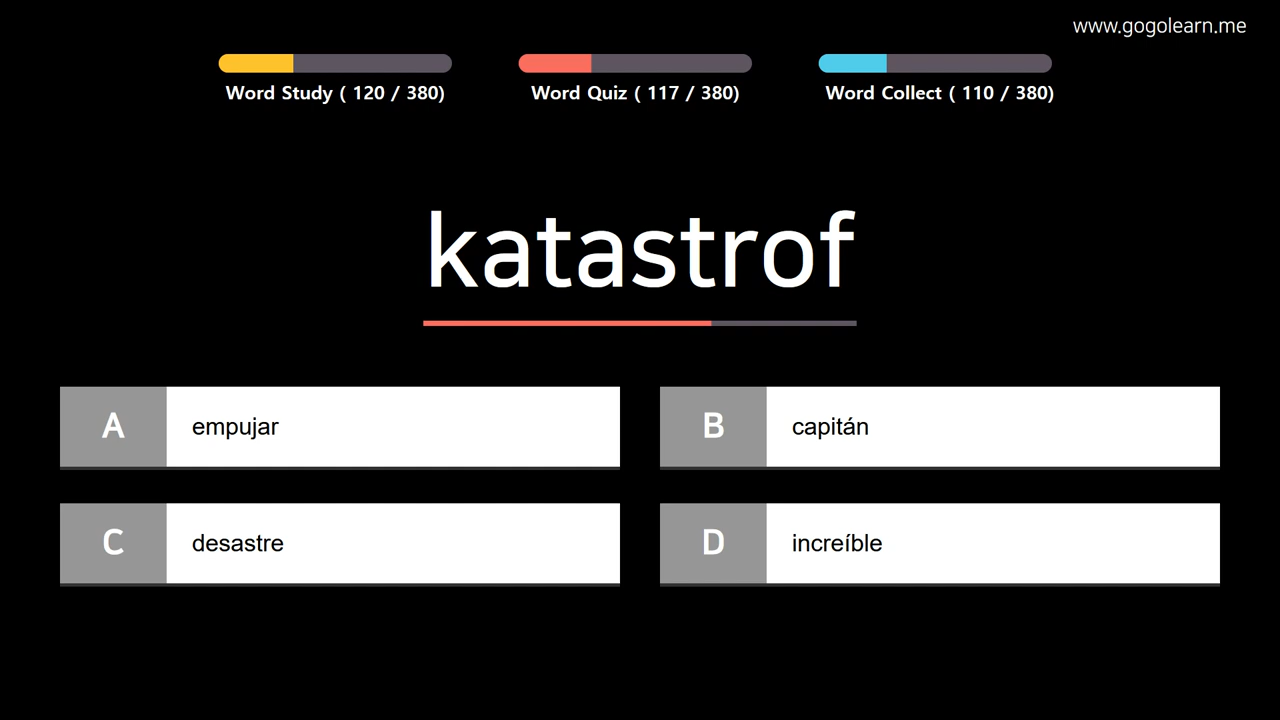 www.gogolearn.me
Word Study ( 120 / 380)
Word Quiz ( 117 / 380)
Word Collect ( 110 / 380)
katastrof
A empujar
B capitán
C desastre
D increíble